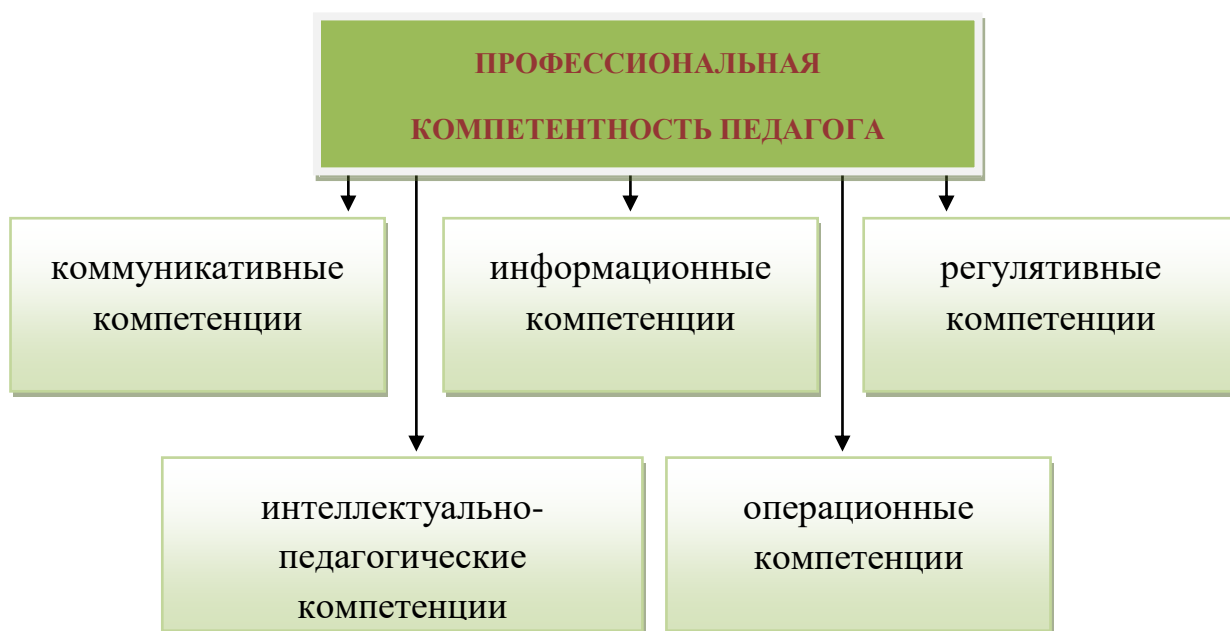 ПРОФЕССИОНАЛЬНАЯ
КОМПЕТЕНТНОСТЬ ПЕДАГОГА
коммуникативные
компетенции
информационные
компетенции
регулятивные
компетенции
интеллектуально-
педагогические
компетенции
операционные
компетенции